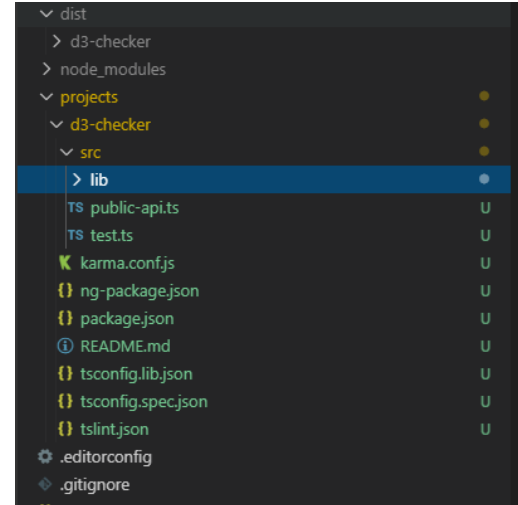 dist
d3-checker
node_modules
projects
d3-checker
src
lib
TS public-api.ts U
TS test.ts U
karma.conf.js U
{} ng-package.json U
{} package.json U
README.md U
{} tsconfig.lib.json U
{} tsconfig.spec.json U
{} tslint.json U
.editorconfig
.gitignore